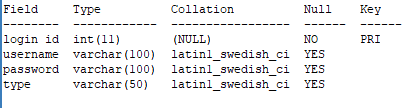 Field Type Collation Null Key
-------- ------------ ----------------- ------ ------
login id int(11) (NULL) NO PRI
username varchar(100) latin1_swedish_ci YES
password varchar(100) latin1_swedish_ci YES
type varchar(50) latin1_swedish_ci YES